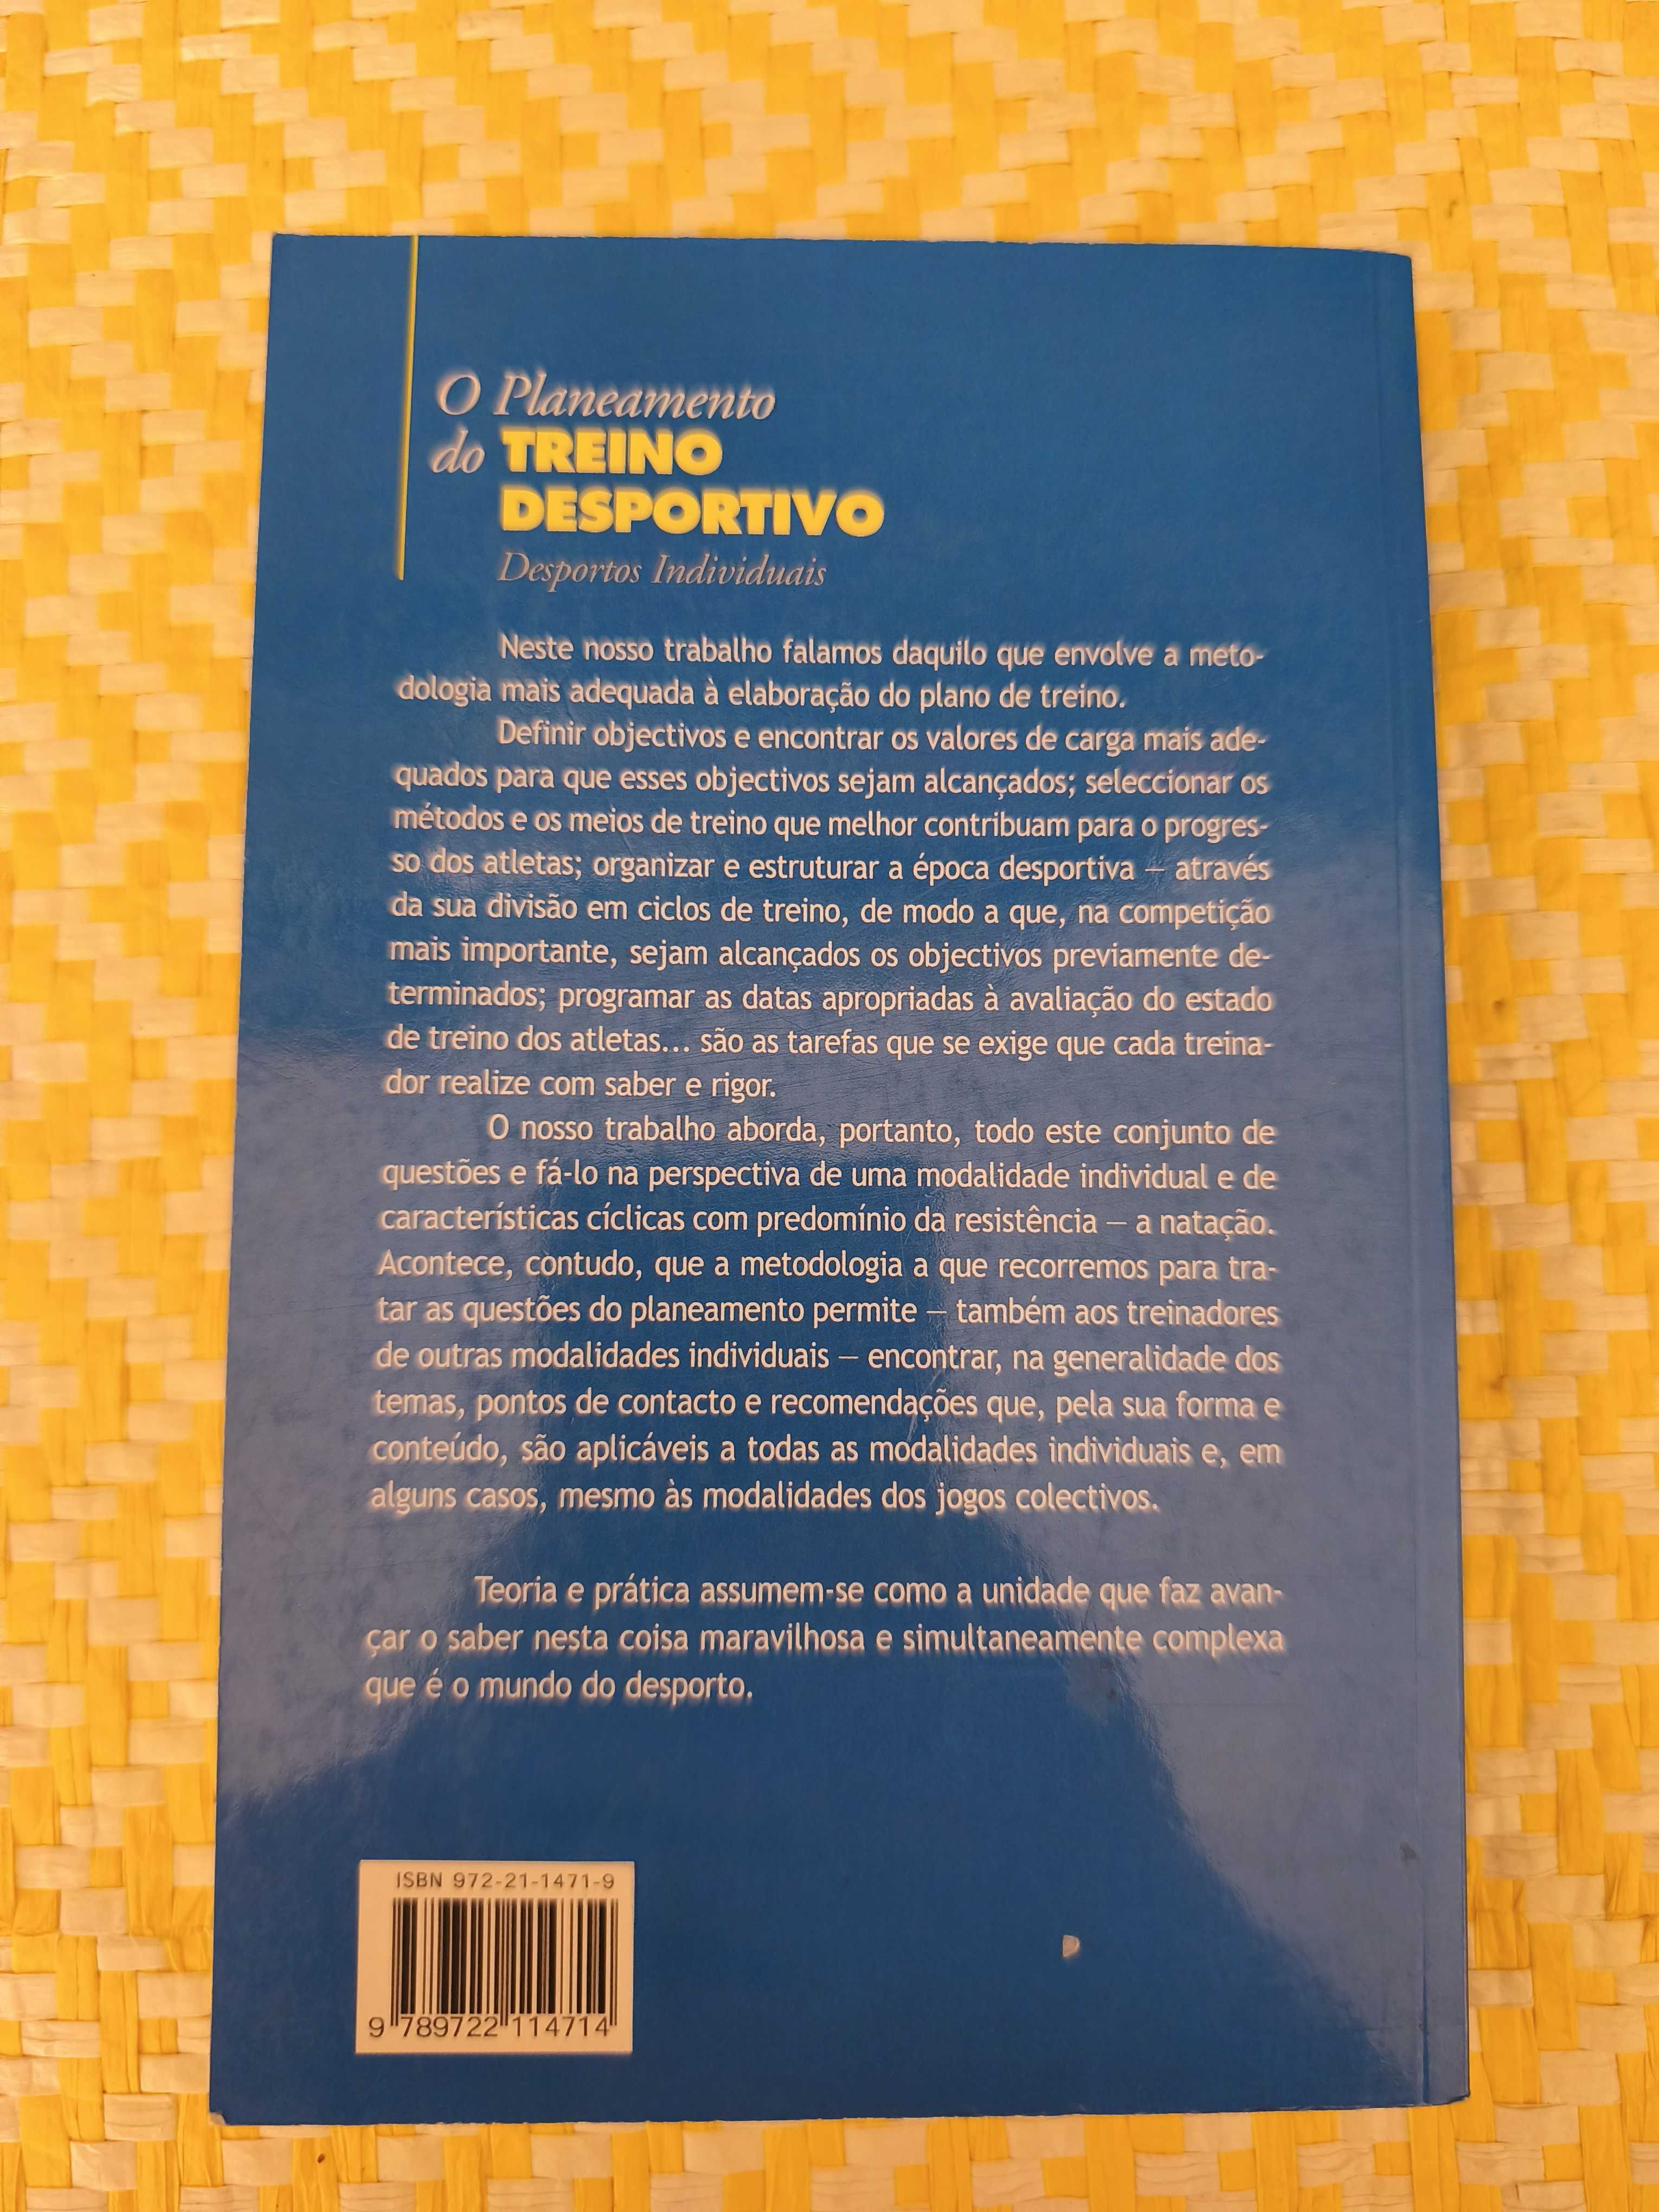 O Planeamento
do TREINO
DESPORTIVO
Desportos Individuais
Neste nosso trabalho falamos daquilo que envolve a meto-
dologia mais adequada à elaboração do plano de treino.
Definir objectivos e encontrar os valores de carga mais ade-
quados para que esses objectivos sejam alcançados; seleccionar os
métodos e os meios de treino que melhor contribuam para o progres-
so dos atletas; organizar e estruturar a época desportiva — através
da sua divisão em ciclos de treino, de modo a que, na competição
mais importante, sejam alcançados os objectivos previamente de-
terminados; programar as datas apropriadas à avaliação do estado
de treino dos atletas... são as tarefas que se exige que cada treina-
dor realize com saber e rigor.
O nosso trabalho aborda, portanto, todo este conjunto de
questões e fá-lo na perspectiva de uma modalidade individual e de
características cíclicas com predomínio da resistência — a natação.
Acontece, contudo, que a metodologia a que recorremos para tra-
tar as questões do planeamento permite — também aos treinadores
de outras modalidades individuais — encontrar, na generalidade dos
temas, pontos de contacto e recomendações que, pela sua forma e
conteúdo, são aplicáveis a todas as modalidades individuais e, em
alguns casos, mesmo às modalidades dos jogos colectivos.
Teoria e prática assumem-se como a unidade que faz avan-
çar o saber nesta coisa maravilhosa e simultaneamente complexa
que é o mundo do desporto.
ISBN 972-21-1471-9
9 789722 114714